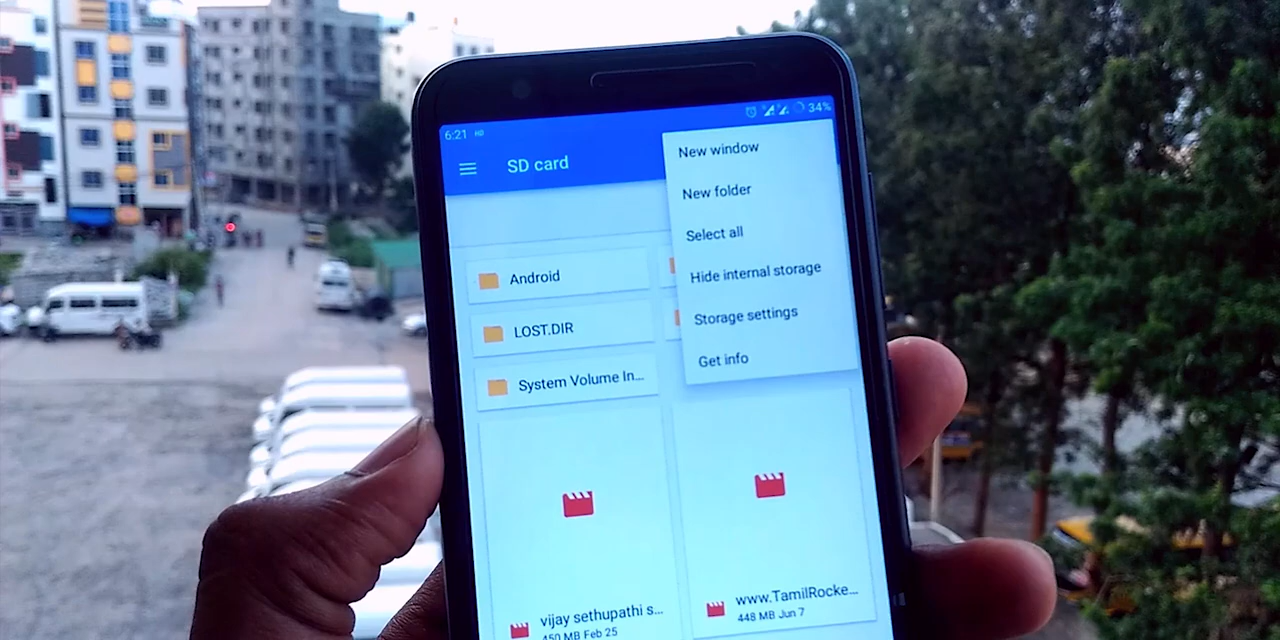 6:21 HD 34%
SD card
New window
New folder
Select all
Hide internal storage
Storage settings
Get info
Android
LOST.DIR
System Volume In...
vijay sethupathi s...
450 MB Feb 25
www.TamilRocke...
448 MB Jun 7